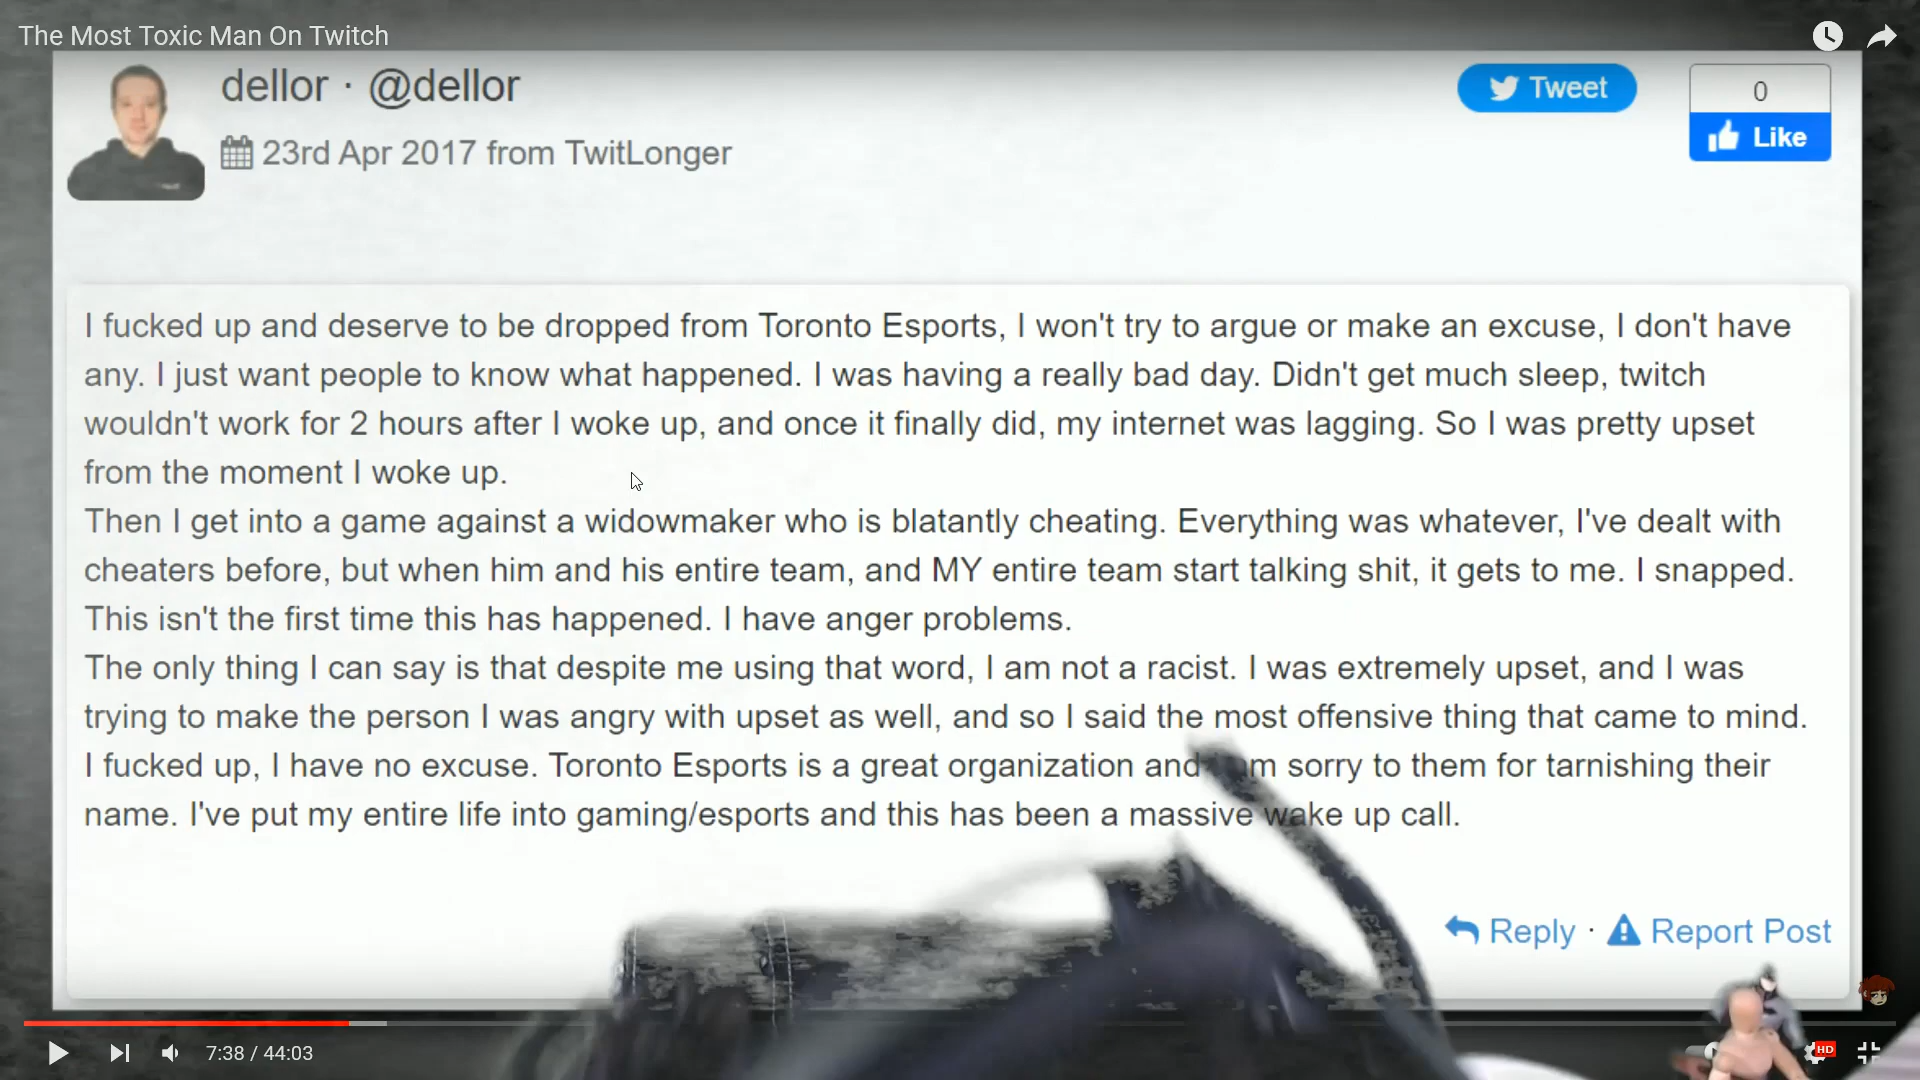 The Most Toxic Man On Twitch
dellor · @dellor
Tweet
0
Like
23rd Apr 2017 from TwitLonger
I fucked up and deserve to be dropped from Toronto Esports, I won't try to argue or make an excuse, I don't have
any. I just want people to know what happened. I was having a really bad day. Didn't get much sleep, twitch
wouldn't work for 2 hours after I woke up, and once it finally did, my internet was lagging. So I was pretty upset
from the moment I woke up.
Then I get into a game against a widowmaker who is blatantly cheating. Everything was whatever, I've dealt with
cheaters before, but when him and his entire team, and MY entire team start talking shit, it gets to me. I snapped.
This isn't the first time this has happened. I have anger problems.
The only thing I can say is that despite me using that word, I am not a racist. I was extremely upset, and I was
trying to make the person I was angry with upset as well, and so I said the most offensive thing that came to mind.
I fucked up, I have no excuse. Toronto Esports is a great organization and sorry to them for tarnishing their
name. I've put my entire life into gaming/esports and this has been a massive wake up call.
Reply · Report Post
7:38 / 44:03
HD